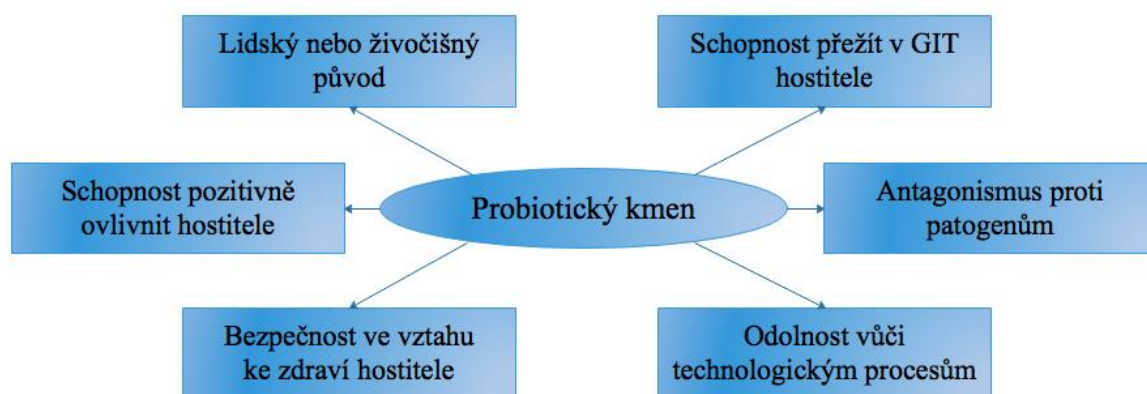 Lidský nebo živočišný
původ
Schopnost přežít v GIT
hostitele
Schopnost pozitivně
ovlivnit hostitele
Probiotický kmen
Antagonismus proti
patogenům
Bezpečnost ve vztahu
ke zdraví hostitele
Odolnost vůči
technologickým procesům